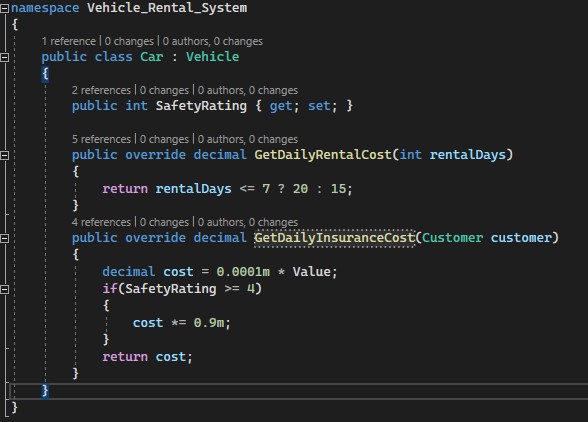 namespace Vehicle_Rental_System
{
1 reference | 0 changes | 0 authors, 0 changes
public class Car : Vehicle
{
2 references | 0 changes | 0 authors, 0 changes
public int SafetyRating { get; set; }
5 references | 0 changes | 0 authors, 0 changes
public override decimal GetDailyRentalCost(int rentalDays)
{
return rentalDays <= 7 ? 20 : 15;
}
4 references | 0 changes | 0 authors, 0 changes
public override decimal GetDailyInsuranceCost(Customer customer)
{
decimal cost = 0.0001m * Value;
if(SafetyRating >= 4)
{
cost *= 0.9m;
}
return cost;
}
}
}